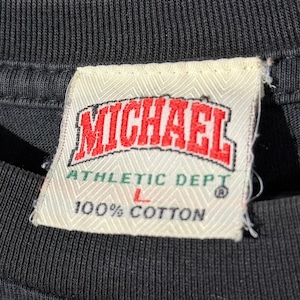 MICHAEL
ATHLETIC DEPT
L ®
100% COTTON